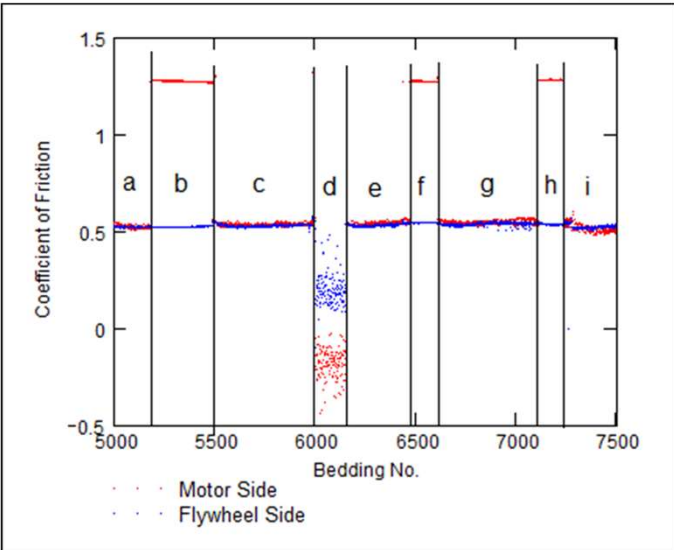 1.5
1
0.5
0
−0.5
Coefficient of Friction
a b c d e f g h i
5000 5500 6000 6500 7000 7500
Bedding No.
Motor Side
Flywheel Side